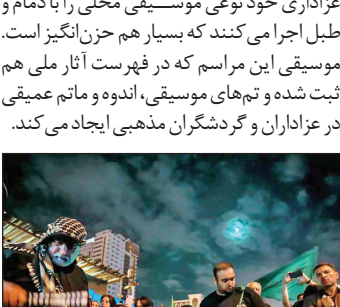 عزاداری خود نوعی موسیقی محلی را با دمام و
طبل اجرا می‌کنند که بسیار هم حزن‌انگیز است.
موسیقی این مراسم که در فهرست آثار ملی هم
ثبت شده و تم‌های موسیقی، اندوه و ماتم عمیقی
در عزاداران و گردشگران مذهبی ایجاد می‌کند.